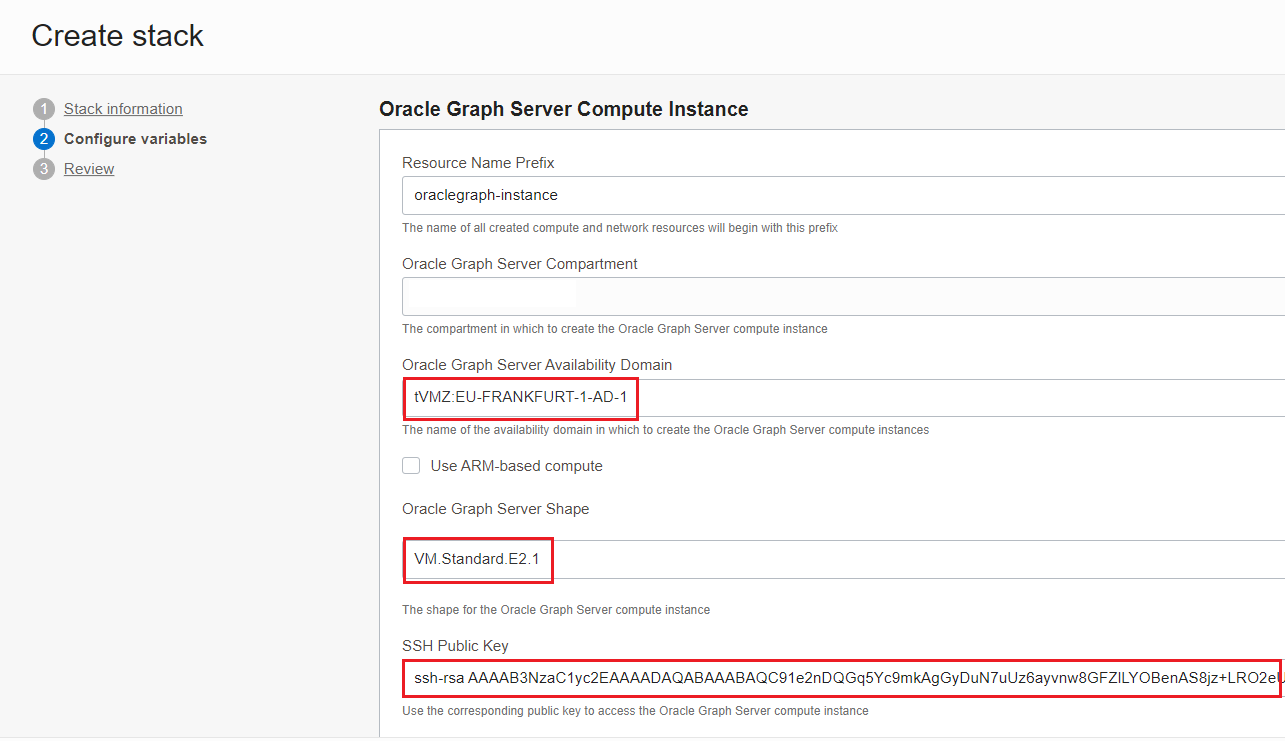 Create stack
1 Stack information
2 Configure variables
3 Review
Oracle Graph Server Compute Instance
Resource Name Prefix
oraclegraph-instance
The name of all created compute and network resources will begin with this prefix
Oracle Graph Server Compartment
The compartment in which to create the Oracle Graph Server compute instance
Oracle Graph Server Availability Domain
tVMZ:EU-FRANKFURT-1-AD-1
The name of the availability domain in which to create the Oracle Graph Server compute instances
Use ARM-based compute
Oracle Graph Server Shape
VM.Standard.E2.1
The shape for the Oracle Graph Server compute instance
SSH Public Key
ssh-rsa AAAAB3NzaC1yc2EAAAADAQABAAABAQC91e2nDQGq5Yc9mkAgGyDuN7uUz6ayvnw8GFZILYOBenAS8jz+LRO2eU
Use the corresponding public key to access the Oracle Graph Server compute instance